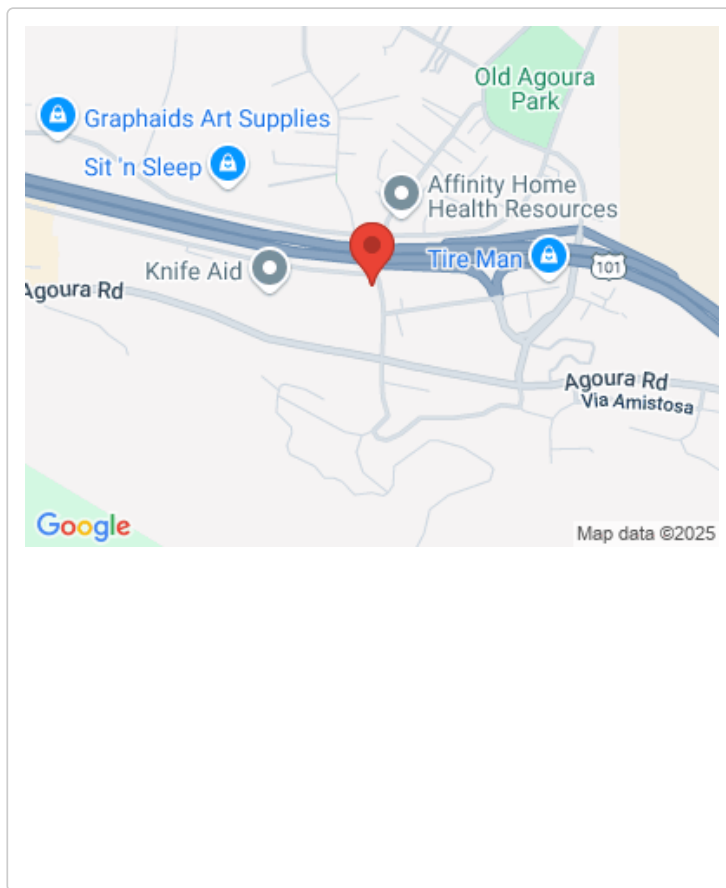 Old Agoura
Park
Graphaids Art Supplies
Sit 'n Sleep
Affinity Home
Health Resources
Tire Man
101
Knife Aid
Agoura Rd
Agoura Rd
Via Amistosa
Google
Map data ©2025